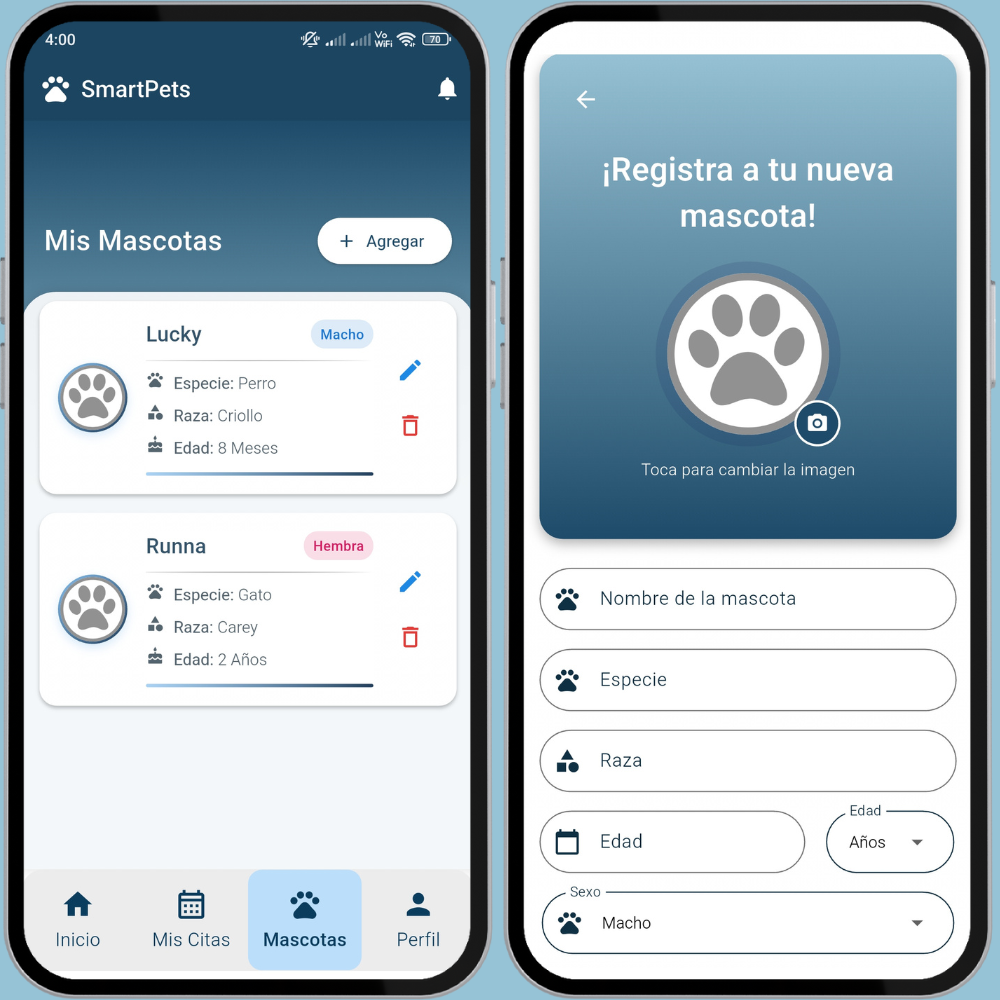 4:00
Vo
WiFi
70
SmartPets
Mis Mascotas
+ Agregar
Lucky
Macho
Especie: Perro
Raza: Criollo
Edad: 8 Meses
Runna
Hembra
Especie: Gato
Raza: Carey
Edad: 2 Años
Inicio
Mis Citas
Mascotas
Perfil
¡Registra a tu nueva
mascota!
Toca para cambiar la imagen
Nombre de la mascota
Especie
Raza
Edad
Edad
Años
Sexo
Macho